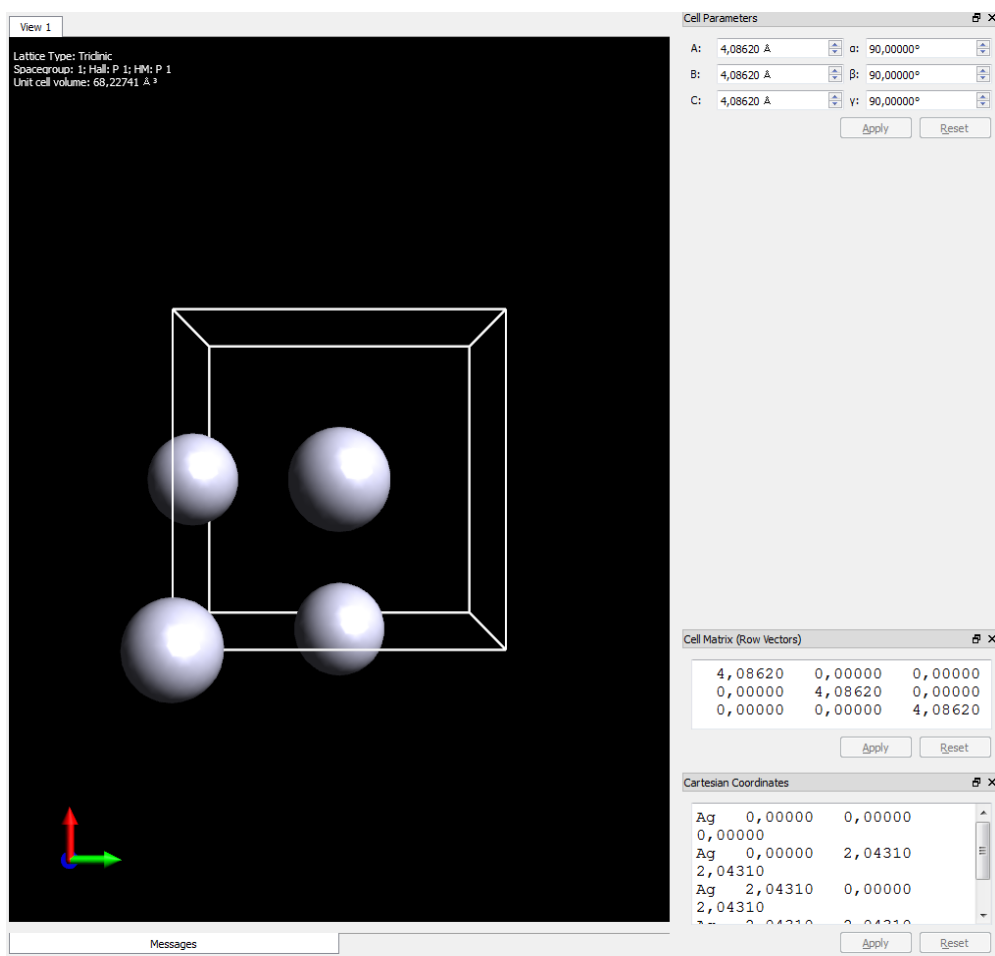 View 1
Lattice Type: Triclinic
Spacegroup: 1; Hall: P 1; HM: P 1
Unit cell volume: 68,22741 Å ³
Cell Parameters
A: 4,08620 Å α: 90,00000°
B: 4,08620 Å β: 90,00000°
C: 4,08620 Å γ: 90,00000°
Apply Reset
Cell Matrix (Row Vectors)
4,08620 0,00000 0,00000
0,00000 4,08620 0,00000
0,00000 0,00000 4,08620
Apply Reset
Cartesian Coordinates
Ag 0,00000 0,00000
0,00000
Ag 0,00000 2,04310
2,04310
Ag 2,04310 0,00000
2,04310
Apply Reset
Messages